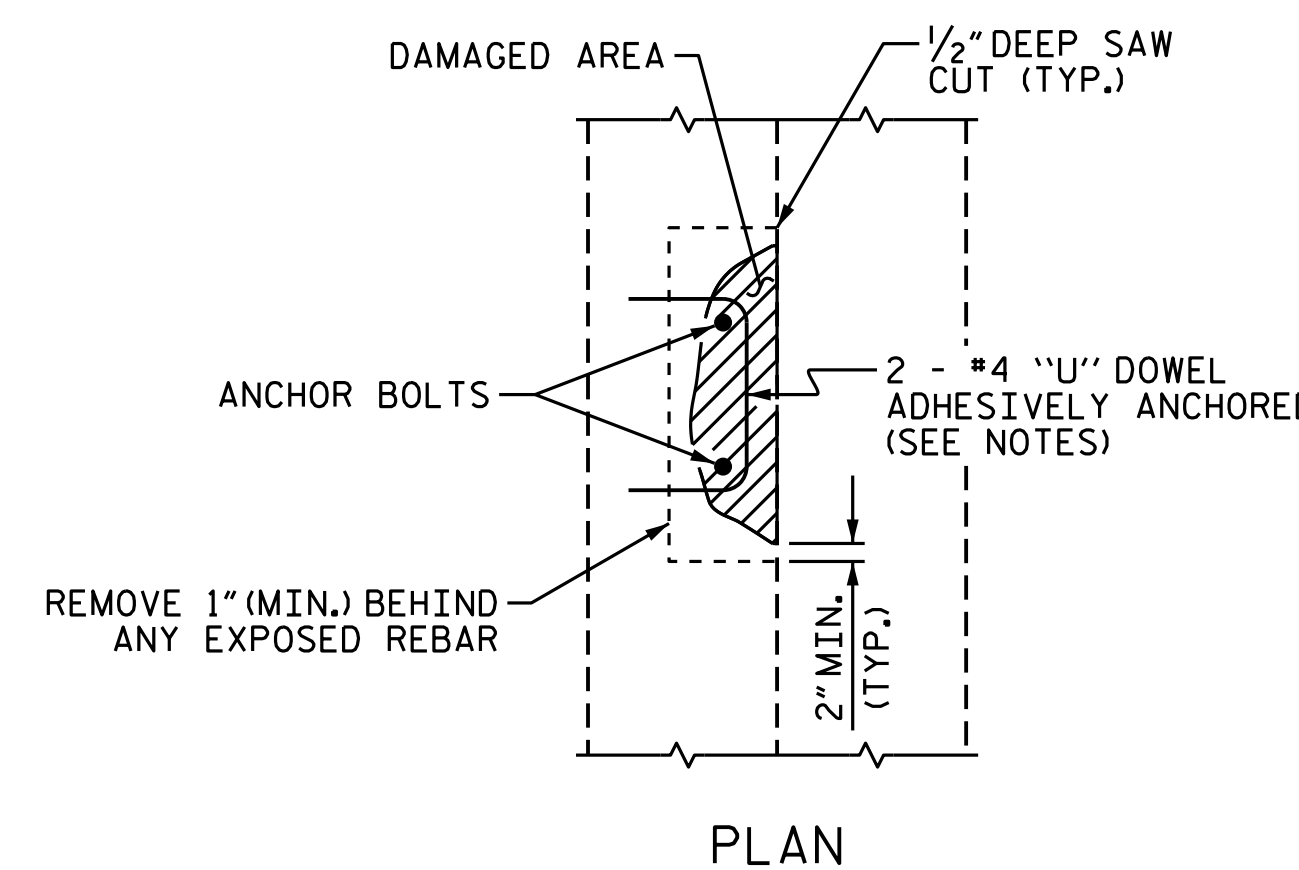 DAMAGED AREA
1/2" DEEP SAW
CUT (TYP.)
ANCHOR BOLTS
2 - #4 "U" DOWEL
ADHESIVELY ANCHORE
(SEE NOTES)
REMOVE 1" (MIN.) BEHIND
ANY EXPOSED REBAR
2" MIN.
(TYP.)
PLAN